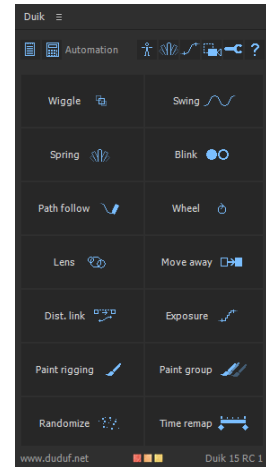 Duik
Automation
?
Wiggle Swing
Spring Blink
Path follow Wheel
Lens Move away
Dist. link Exposure
Paint rigging Paint group
Randomize Time remap
www.duduf.net Duik 15 RC 1